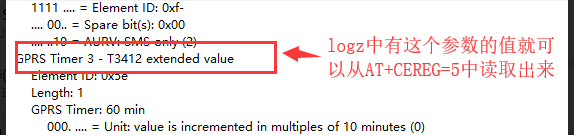 1111 .... = Element ID: 0xf-
.... 00.. = Spare bit(s): 0x00
.... ..10 = AURV: SMS only (2)
GPRS Timer 3 - T3412 extended value
Element ID: 0x5e
Length: 1
GPRS Timer: 60 min
000. .... = Unit: value is incremented in multiples of 10 minutes (0)
logz中有这个参数的值就可
以从AT+CEREG=5中读取出来